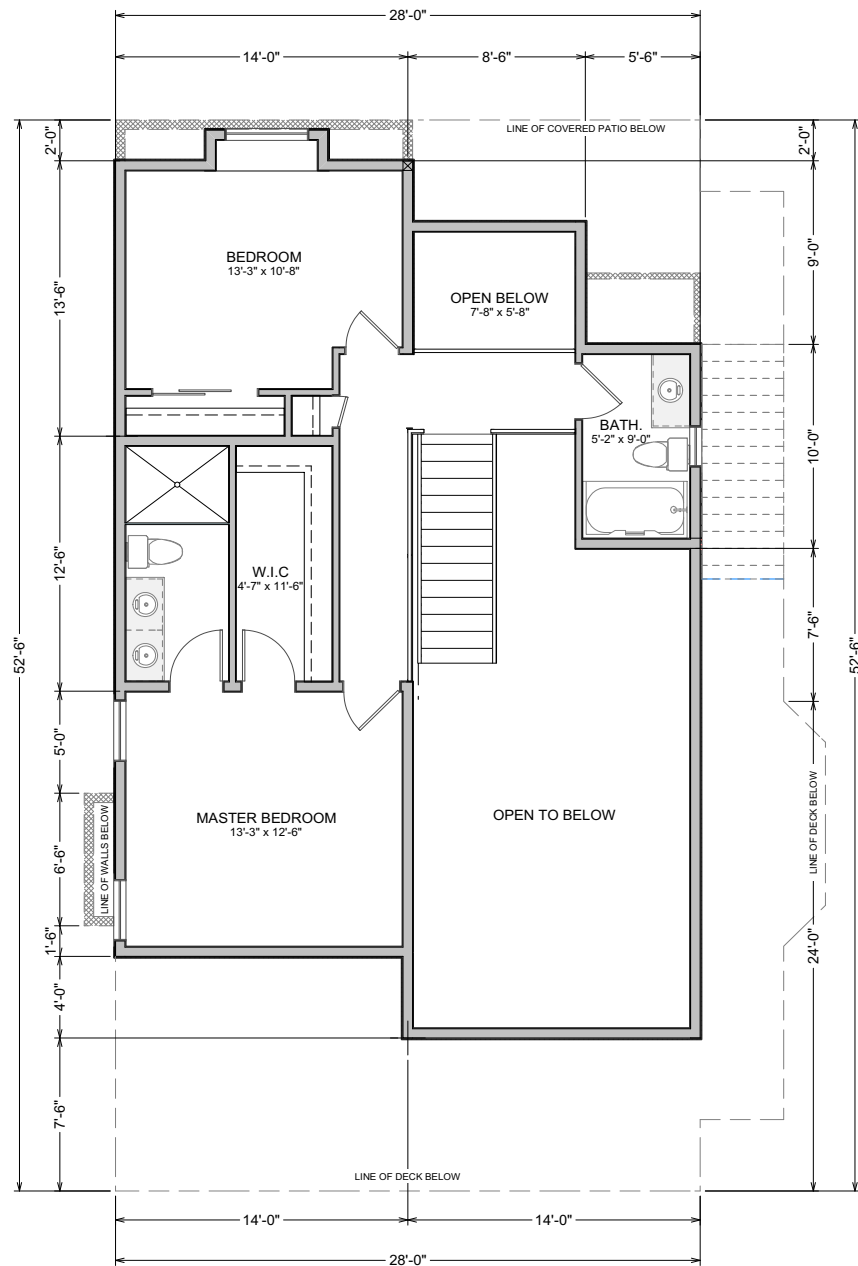 28'-0"
14'-0"
8'-6"
5'-6"
LINE OF COVERED PATIO BELOW
2'-0"
2'-0"
BEDROOM
13'-3" x 10'-8"
9'-0"
13'-6"
OPEN BELOW
7'-8" x 5'-8"
BATH.
5'-2" x 9'-0"
10'-0"
12'-6"
W.I.C
4'-7" x 11'-6"
7'-6"
52'-6"
52'-6"
5'-0"
MASTER BEDROOM
13'-3" x 12'-6"
OPEN TO BELOW
LINE OF WALLS BELOW
6'-6"
LINE OF DECK BELOW
1'-6"
24'-0"
4'-0"
7'-6"
LINE OF DECK BELOW
14'-0"
14'-0"
28'-0"